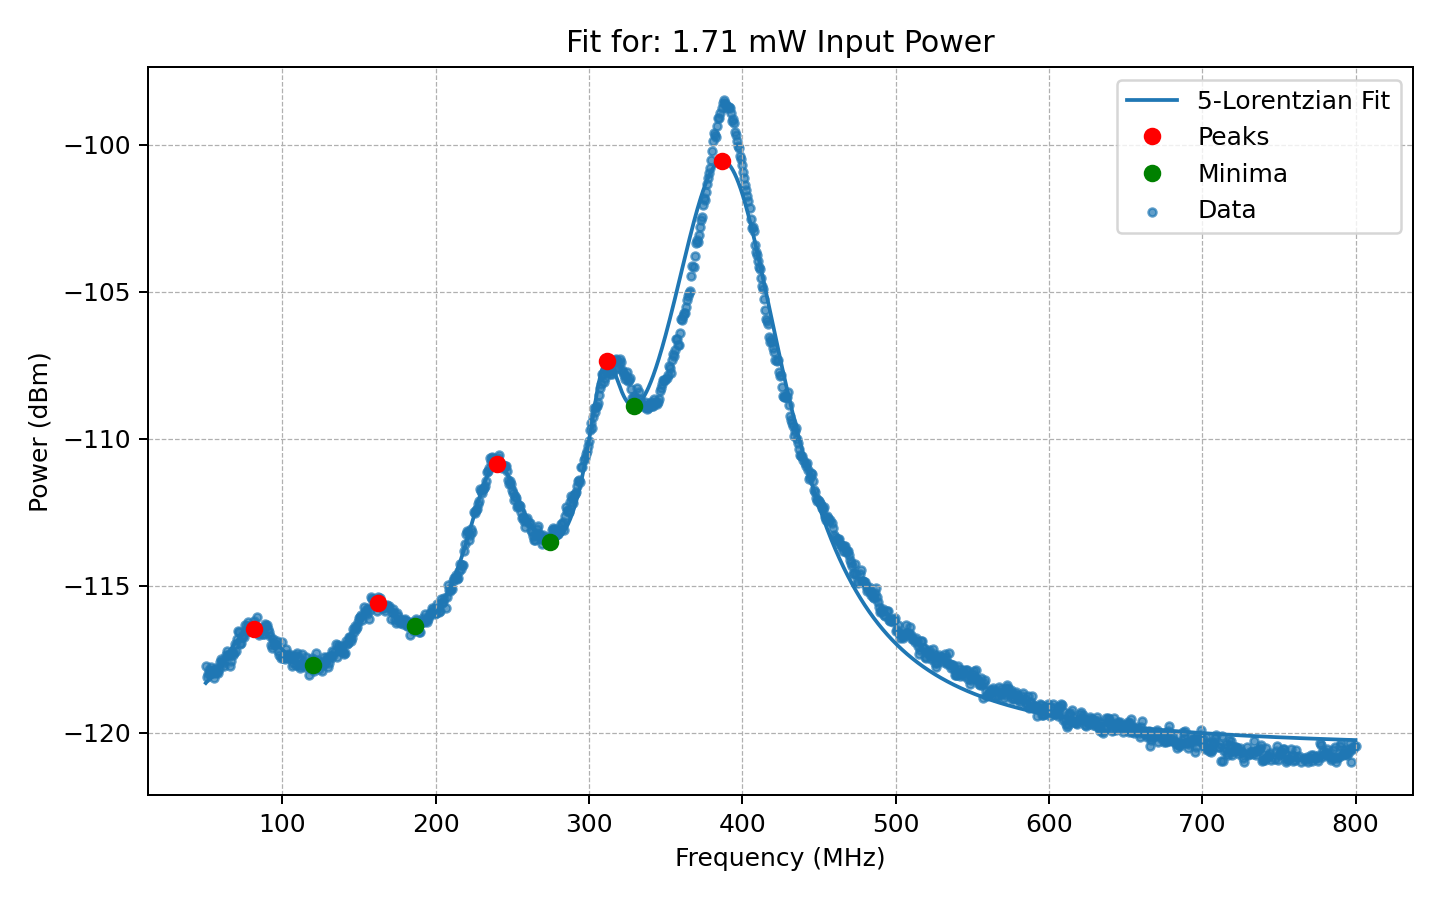 Fit for: 1.71 mW Input Power
5-Lorentzian Fit
Peaks
Minima
Data
Power (dBm)
−100
−105
−110
−115
−120
100 200 300 400 500 600 700 800
Frequency (MHz)